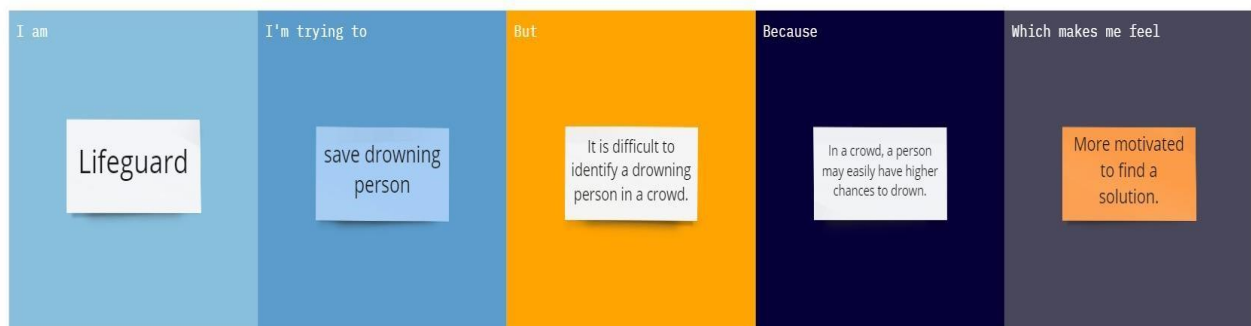 I am
Lifeguard
I'm trying to
save drowning
person
But
It is difficult to
identify a drowning
person in a crowd.
Because
In a crowd, a person
may easily have higher
chances to drown.
Which makes me feel
More motivated
to find a
solution.